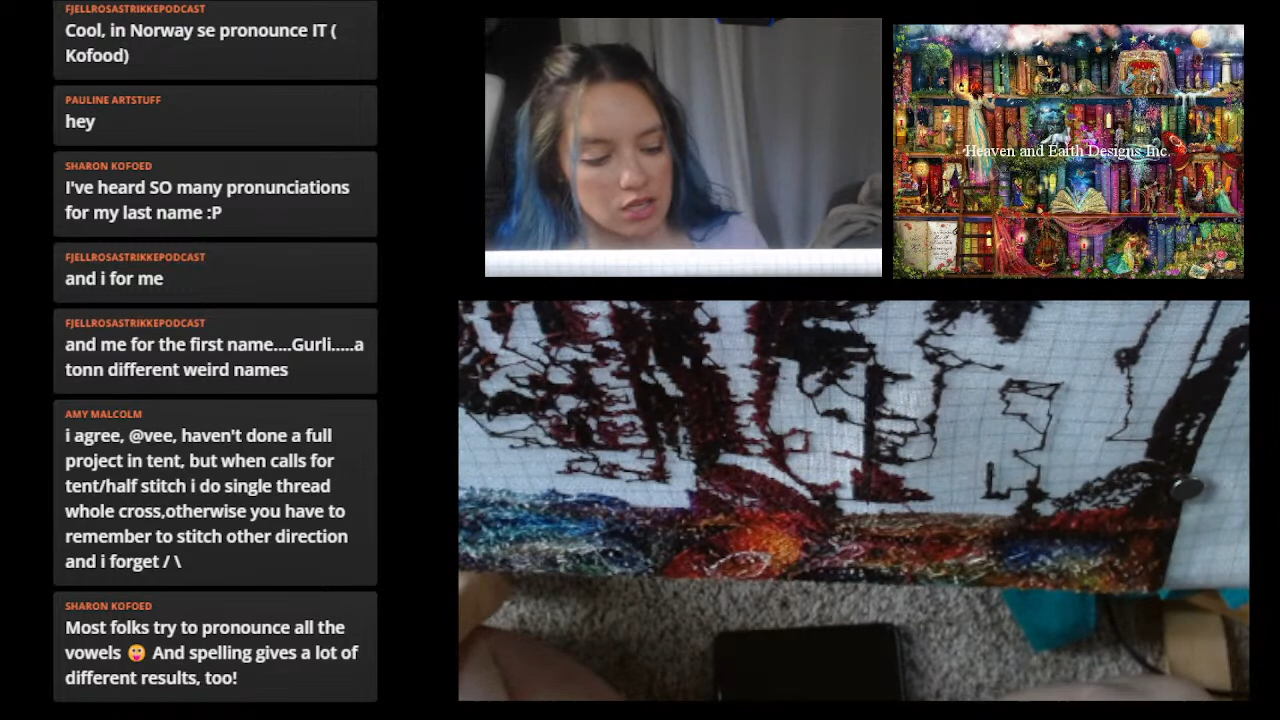 FJELLROSASTRIKKEPODCAST
Cool, in Norway se pronounce IT (
Kofood)
PAULINE ARTSTUFF
hey
SHARON KOFOED
I've heard SO many pronunciations
for my last name :P
FJELLROSASTRIKKEPODCAST
and i for me
FJELLROSASTRIKKEPODCAST
and me for the first name....Gurli.....a
tonn different weird names
AMY MALCOLM
i agree, @vee, haven't done a full
project in tent, but when calls for
tent/half stitch i do single thread
whole cross,otherwise you have to
remember to stitch other direction
and i forget / \
SHARON KOFOED
Most folks try to pronounce all the
vowels 😛 And spelling gives a lot of
different results, too!
Heaven and Earth Designs Inc.